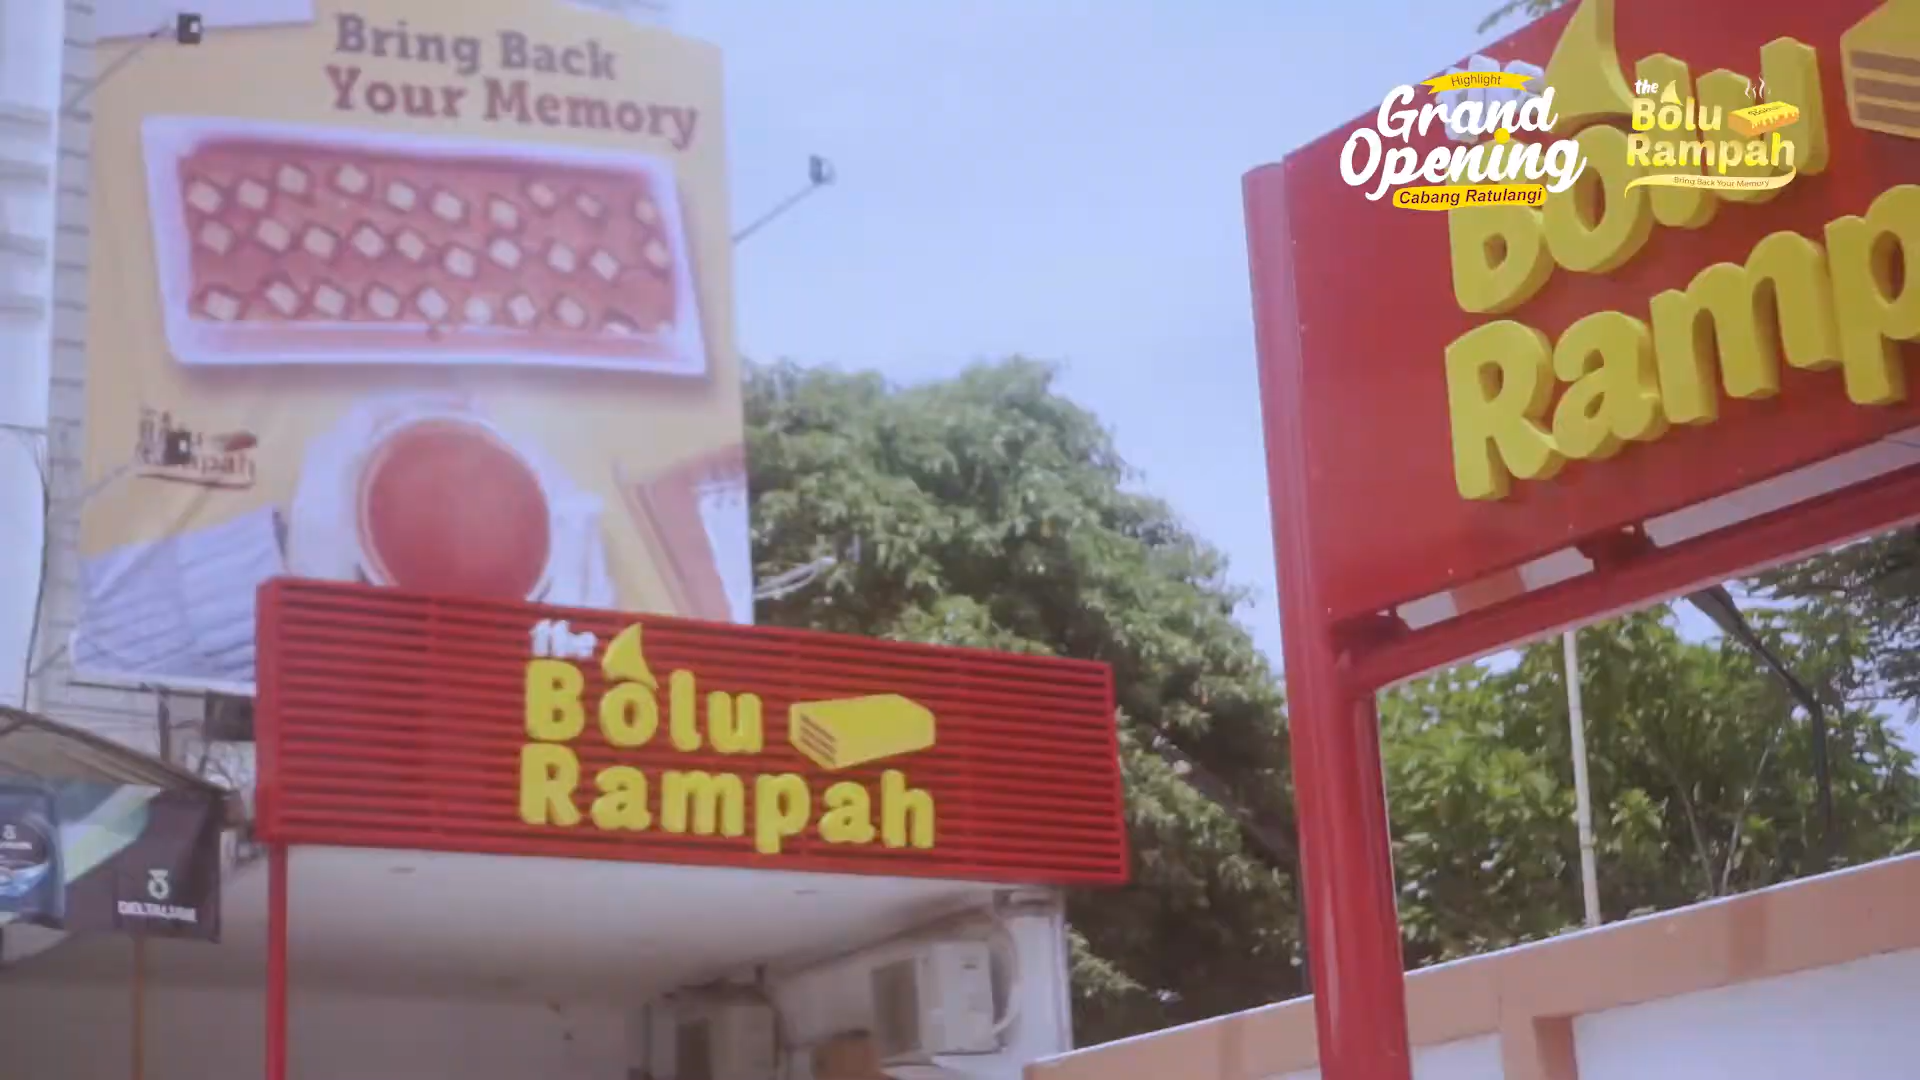 Bring Back
Your Memory
Highlight
Grand
Opening
Cabang Ratulangi
the
Bolu
Rampah
Bring Back Your Memory
Bolu
Ramp
Rampah
the
Bolu
Rampah